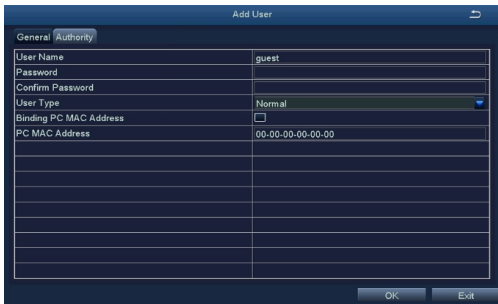 Add User
General Authority
User Name guest
Password
Confirm Password
User Type Normal
Binding PC MAC Address
PC MAC Address 00-00-00-00-00-00
OK Exit